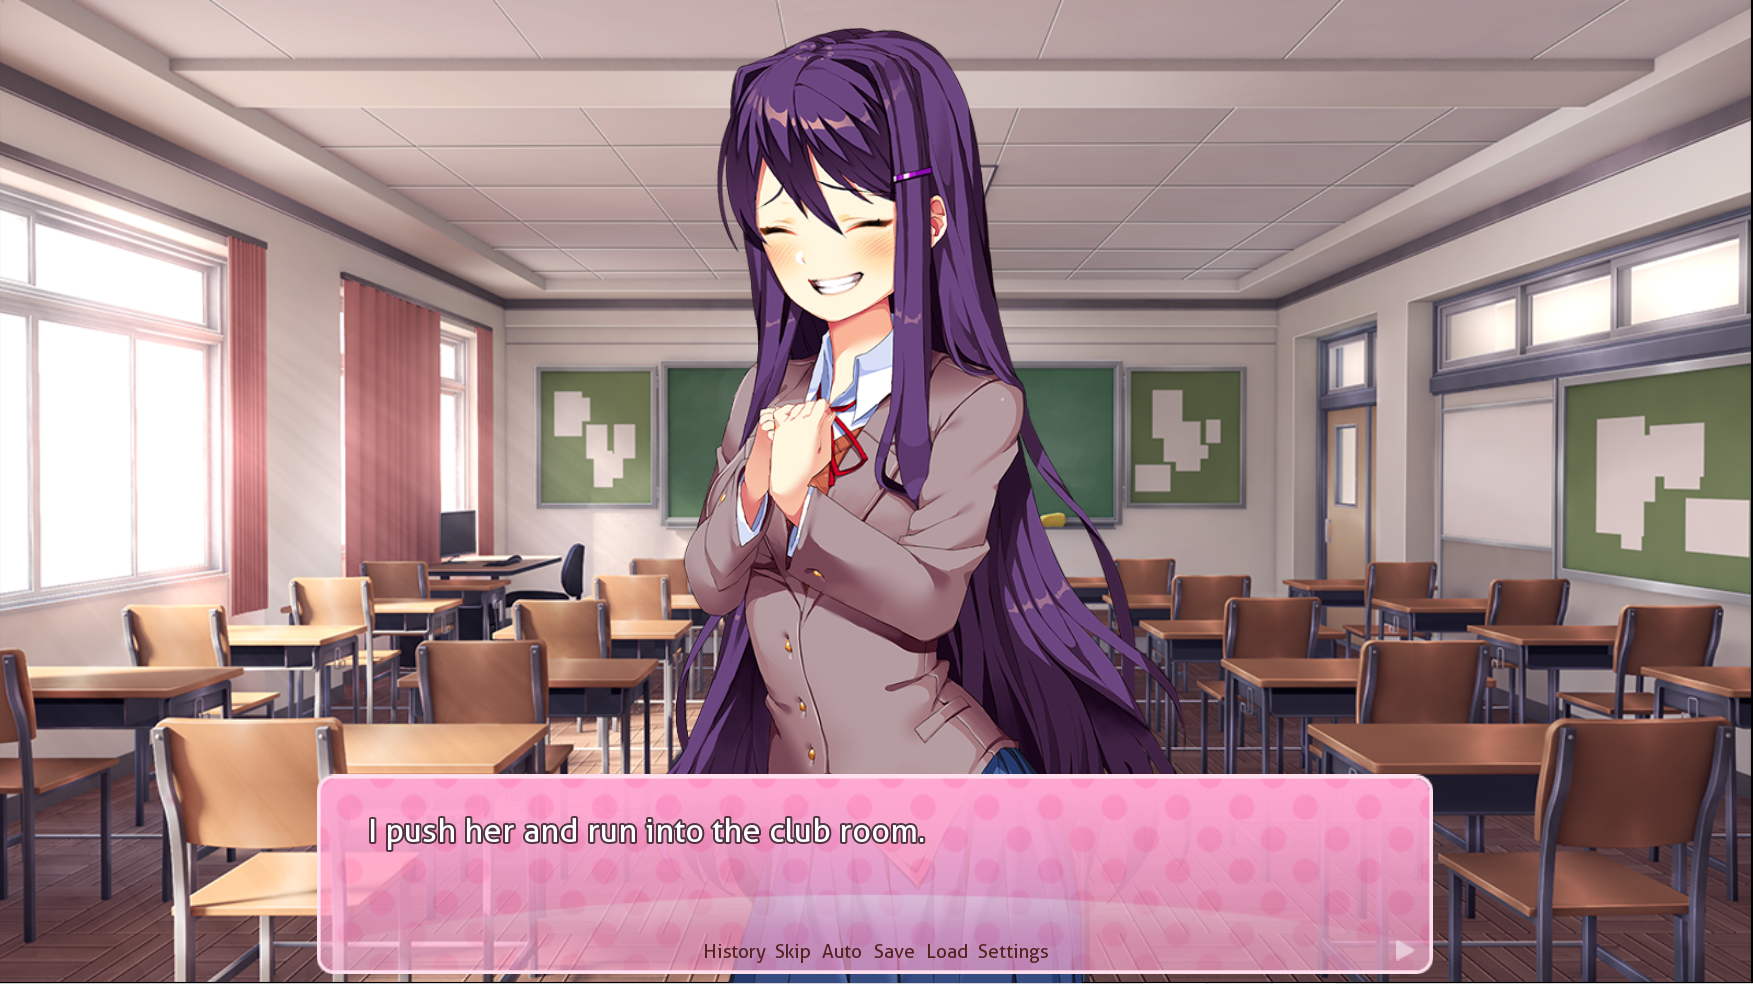 I push her and run into the club room.
History Skip Auto Save Load Settings